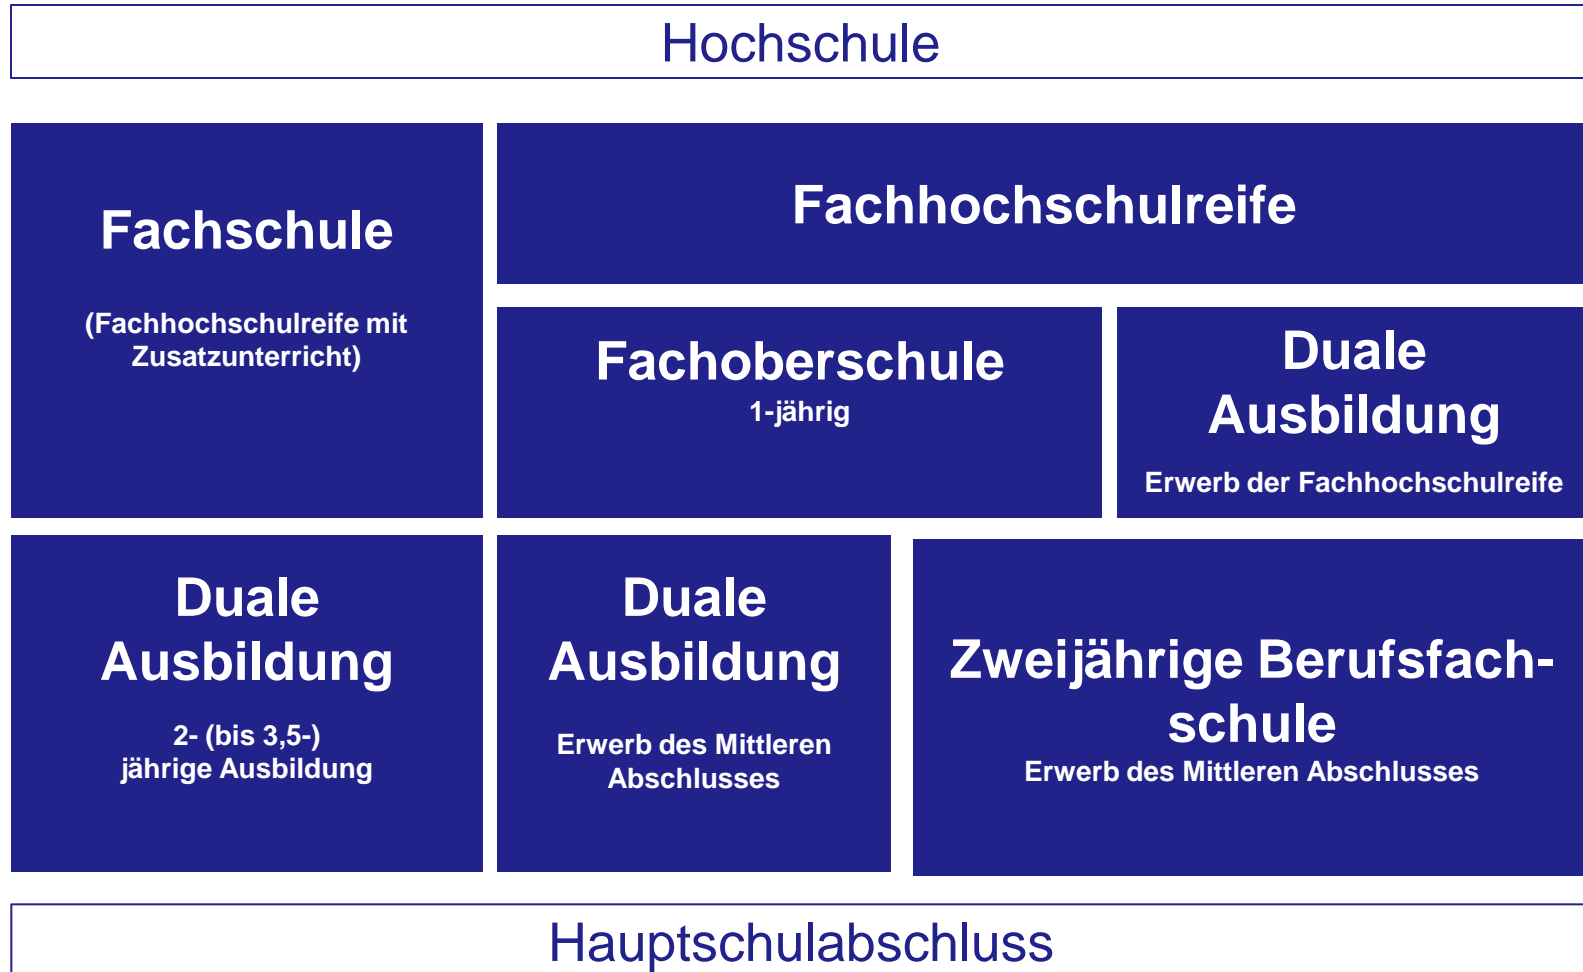 Hochschule
Fachschule
(Fachhochschulreife mit
Zusatzunterricht)
Fachhochschulreife
Fachoberschule
1-jährig
Duale
Ausbildung
Erwerb der Fachhochschulreife
Duale
Ausbildung
2- (bis 3,5-)
jährige Ausbildung
Duale
Ausbildung
Erwerb des Mittleren
Abschlusses
Zweijährige Berufsfach-
schule
Erwerb des Mittleren Abschlusses
Hauptschulabschluss